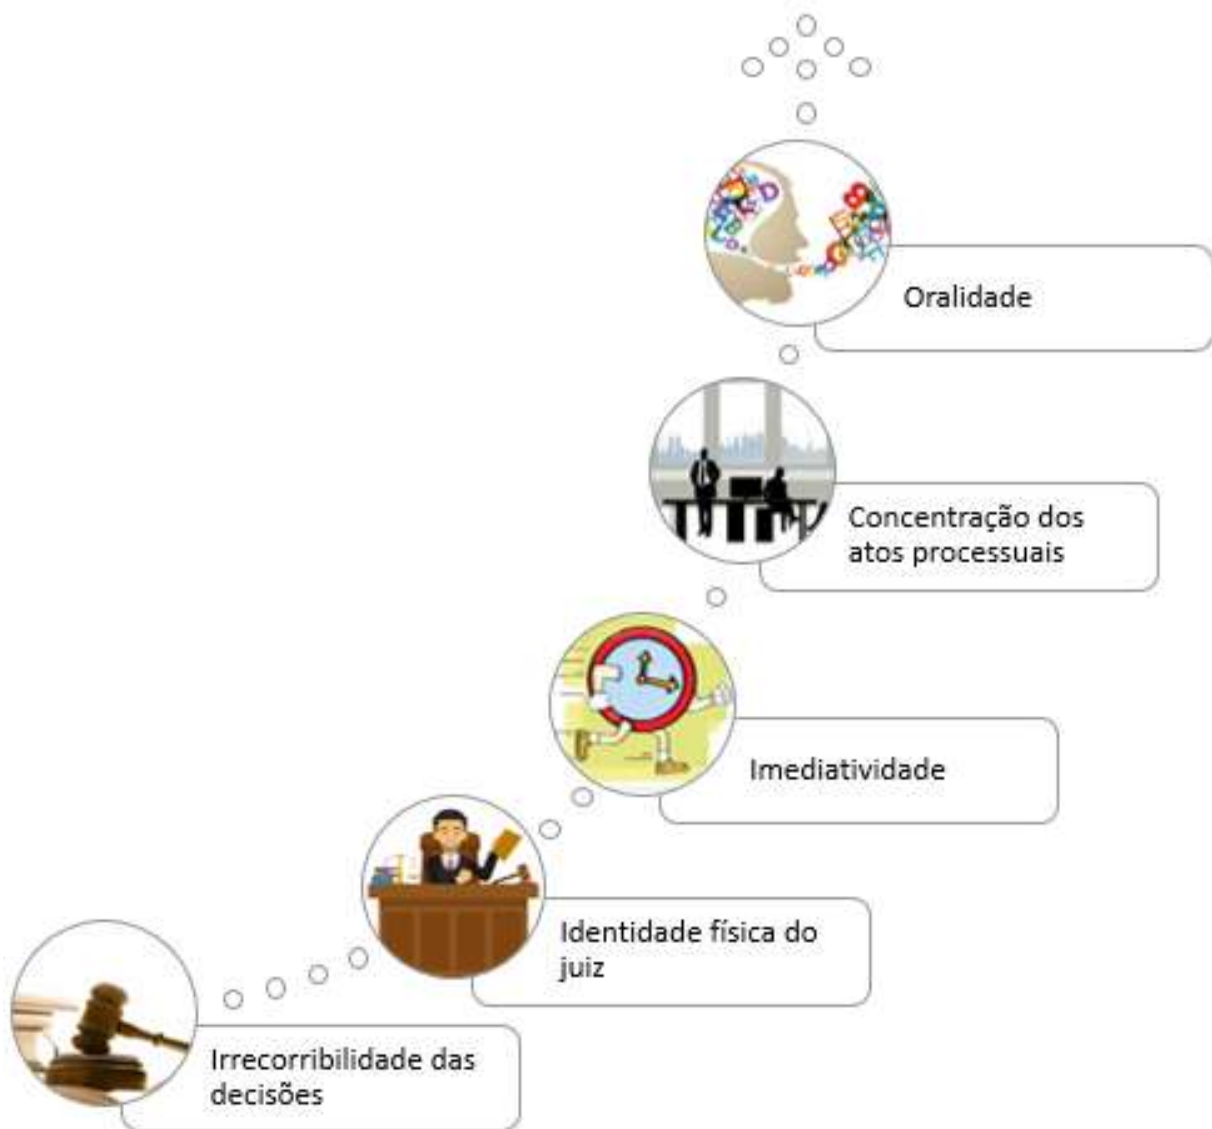 Oralidade
Concentração dos
atos processuais
Imediatividade
Identidade física do
juiz
Irrecorribilidade das
decisões